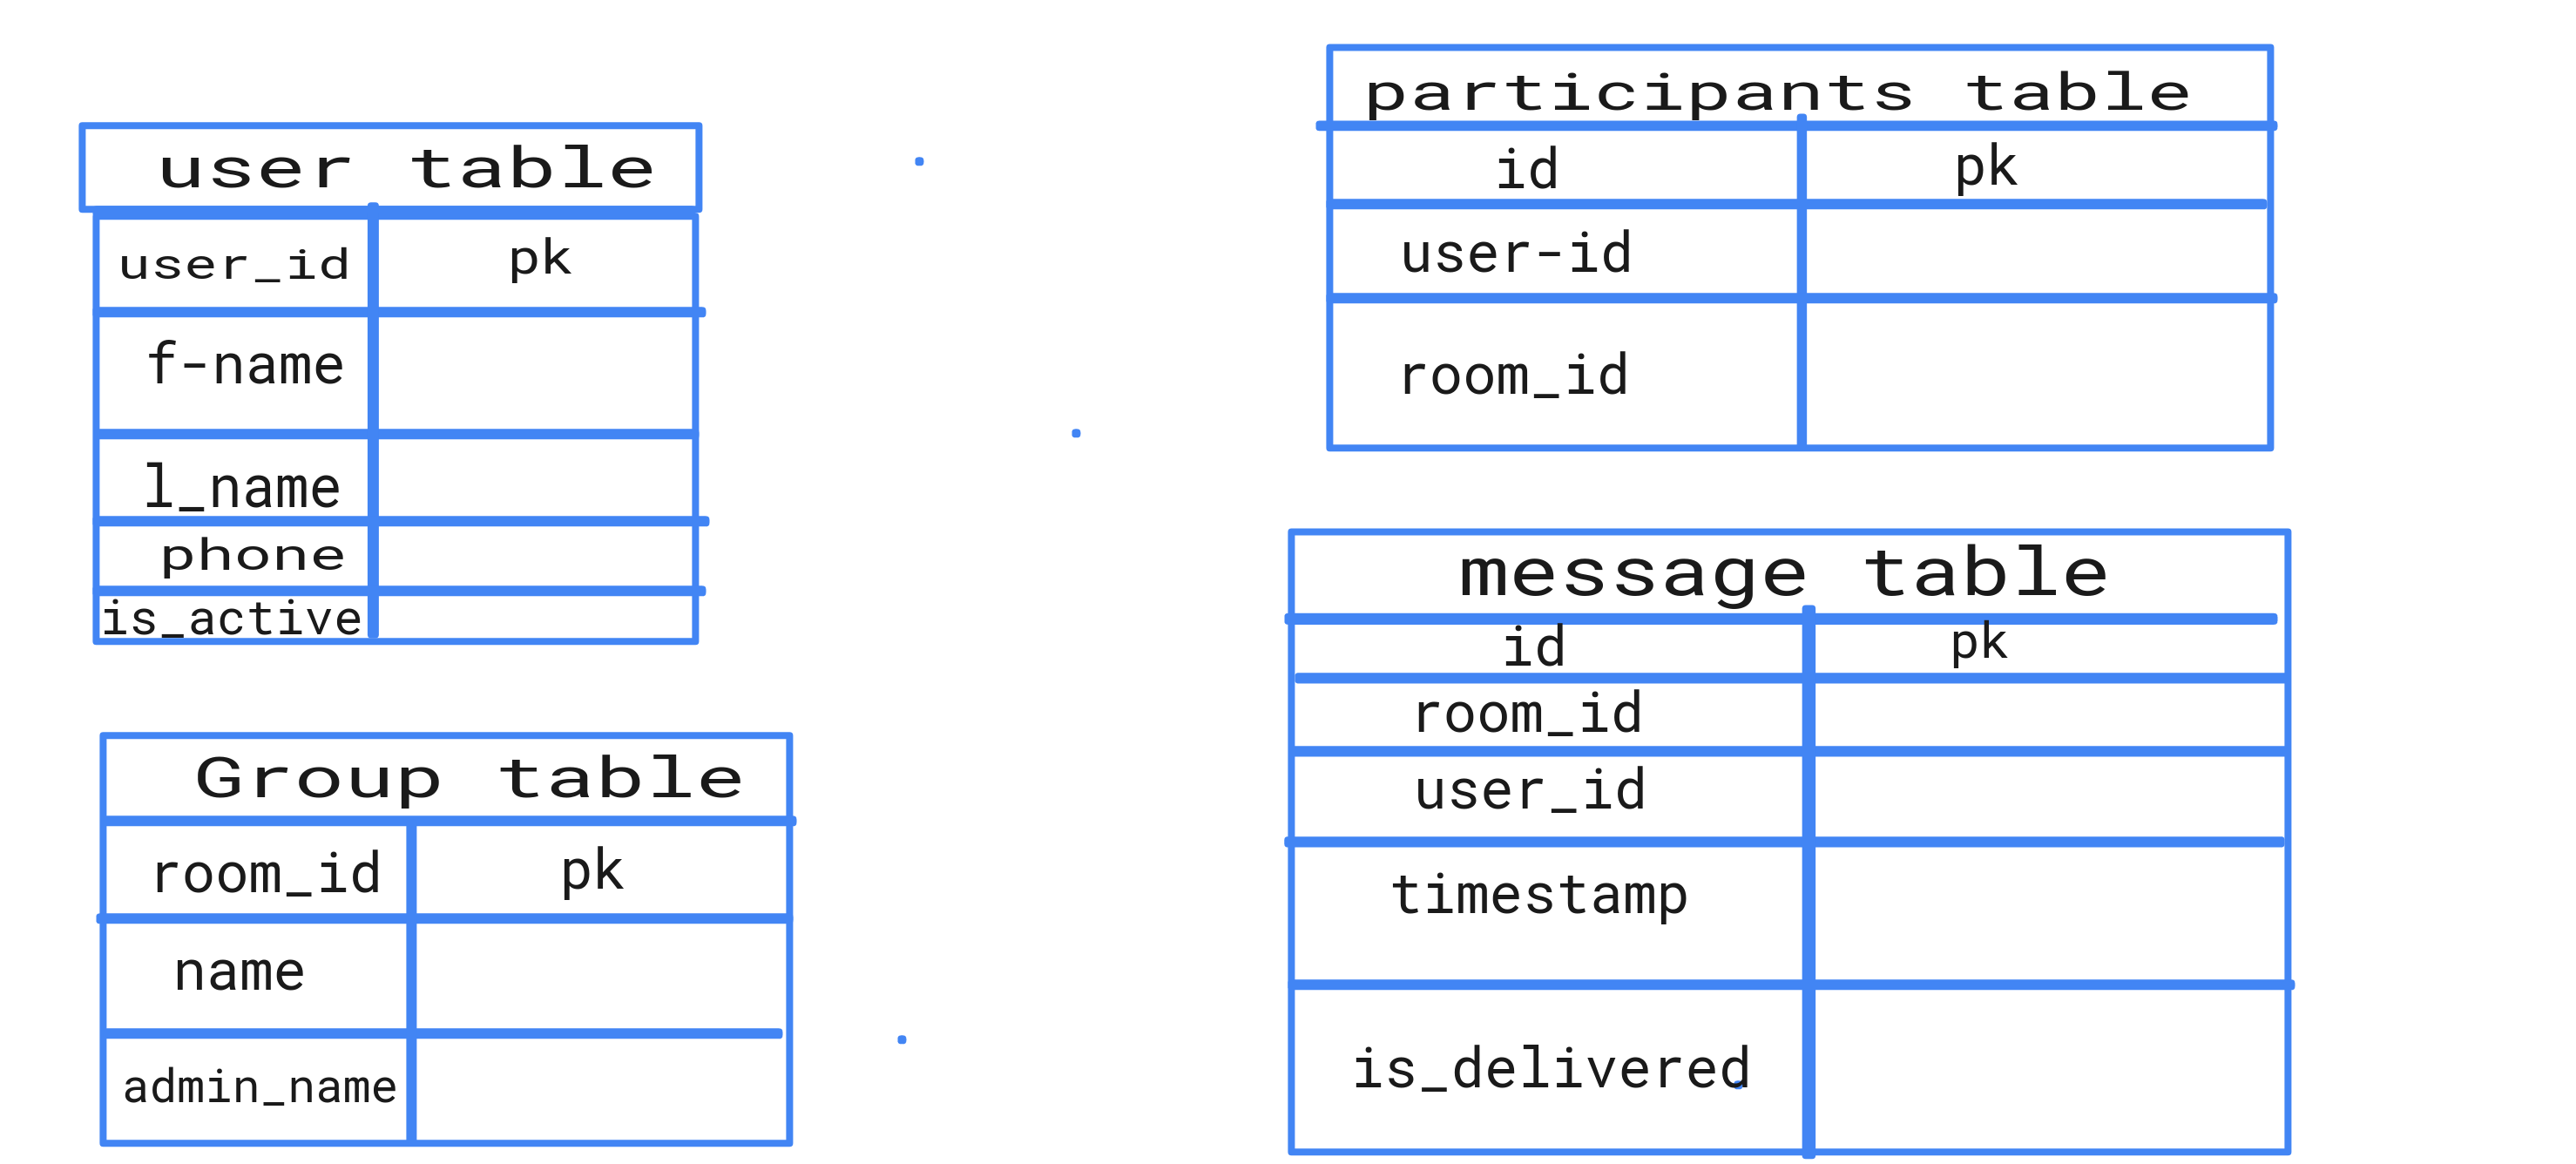 user table
user_id pk
f-name
l_name
phone
is_active
Group table
room_id pk
name
admin_name
participants table
id pk
user-id
room_id
message table
id pk
room_id
user_id
timestamp
is_delivered